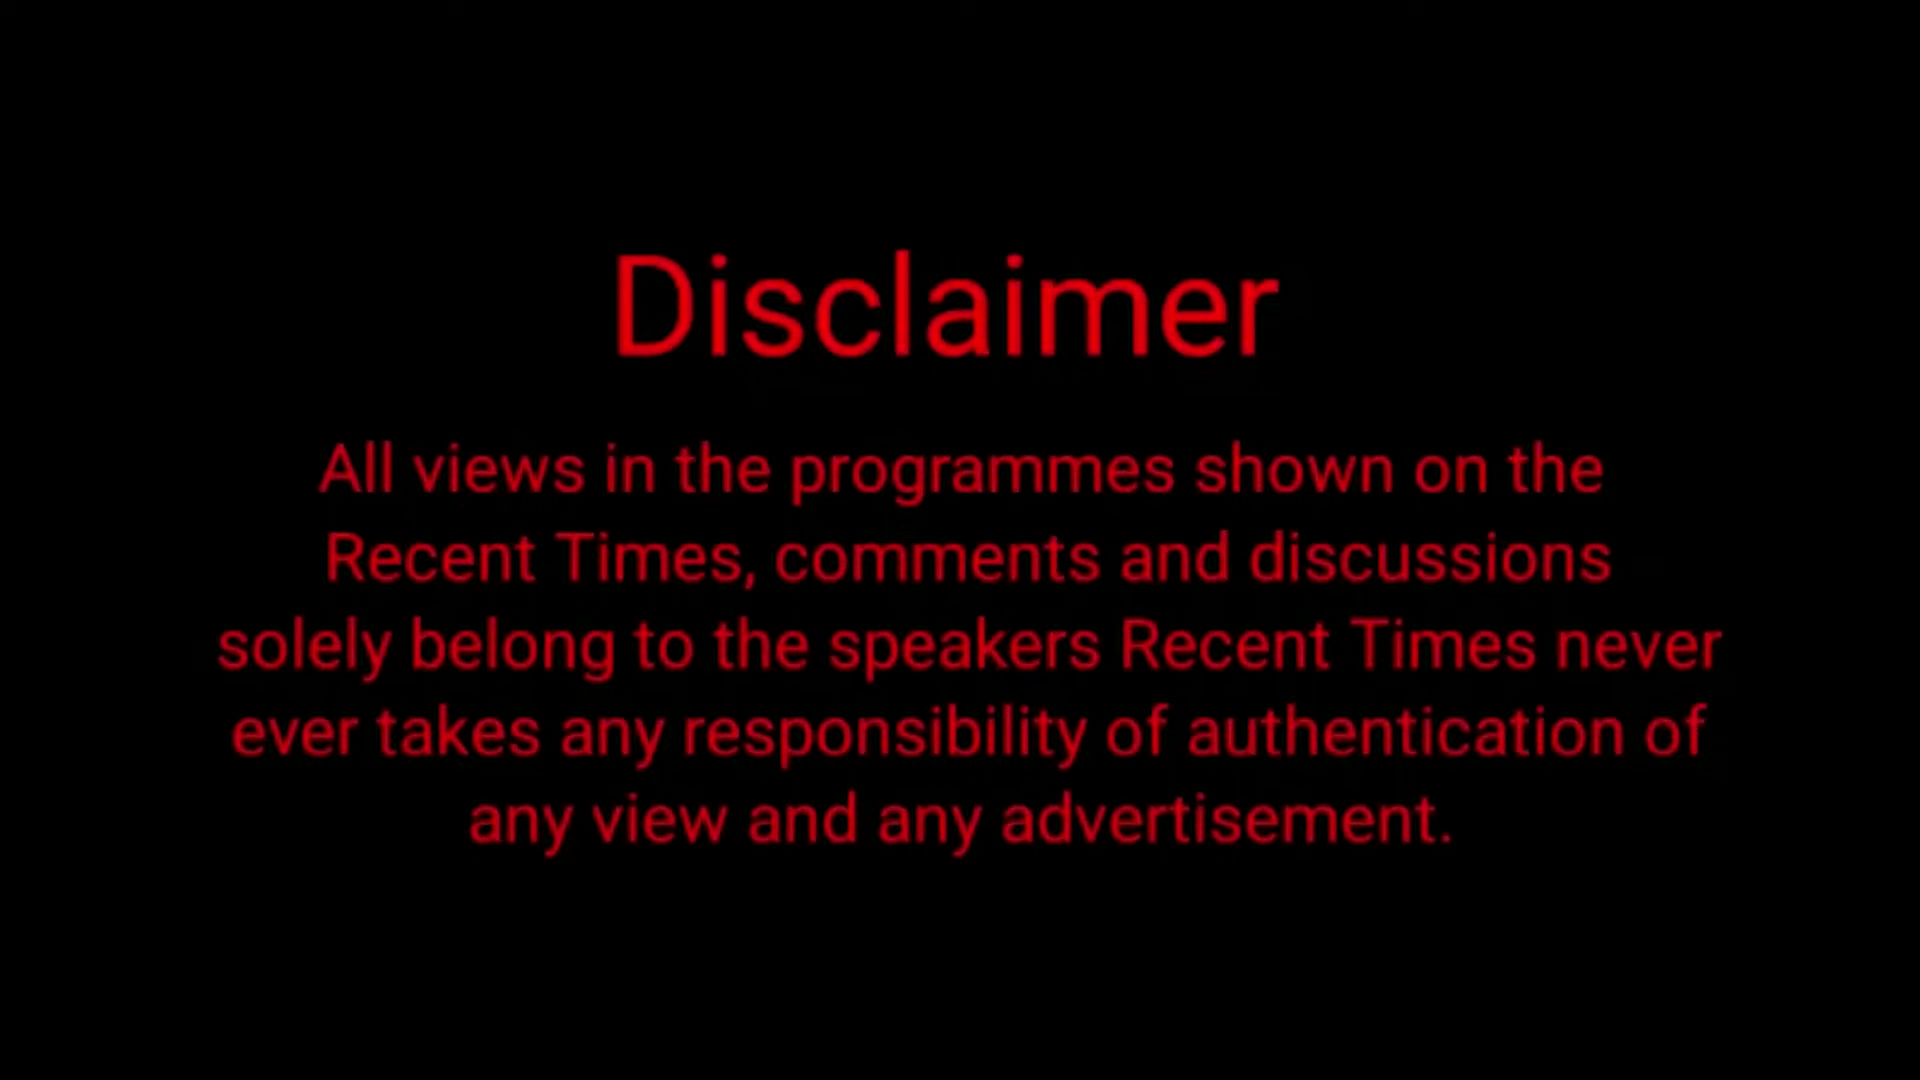 Disclaimer
All views in the programmes shown on the
Recent Times, comments and discussions
solely belong to the speakers Recent Times never
ever takes any responsibility of authentication of
any view and any advertisement.